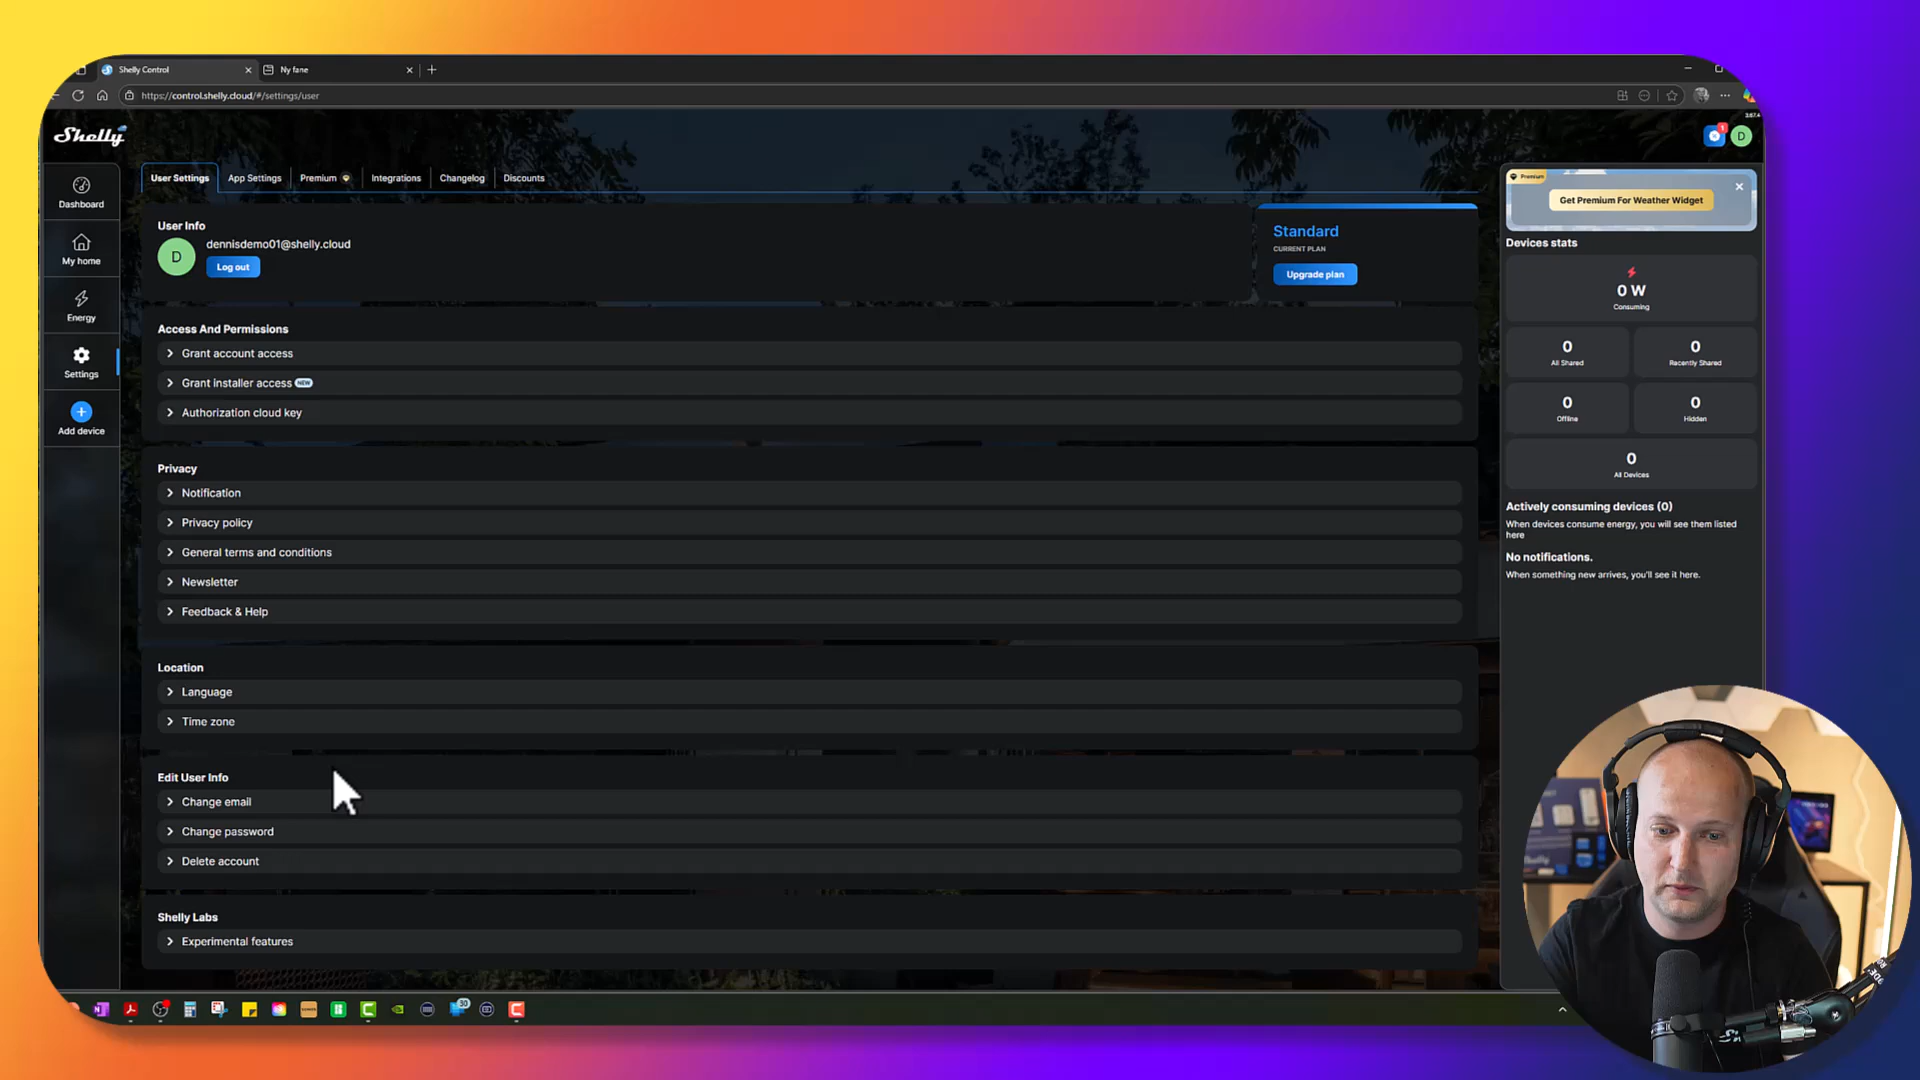 Shelly Control
Ny fane
https://control.shelly.cloud/#/settings/user
Shelly
3.67.4
1
D
Dashboard
My home
Energy
Settings
Add device
User Settings
App Settings
Premium
Integrations
Changelog
Discounts
User Info
D
dennisdemo01@shelly.cloud
Log out
Standard
CURRENT PLAN
Upgrade plan
Access And Permissions
Grant account access
Grant installer access NEW
Authorization cloud key
Privacy
Notification
Privacy policy
General terms and conditions
Newsletter
Feedback & Help
Location
Language
Time zone
Edit User Info
Change email
Change password
Delete account
Shelly Labs
Experimental features
Premium
Get Premium For Weather Widget
Devices stats
0 W
Consuming
0
All Shared
0
Recently Shared
0
Offline
0
Hidden
0
All Devices
Actively consuming devices (0)
When devices consume energy, you will see them listed
here
No notifications.
When something new arrives, you'll see it here.
30